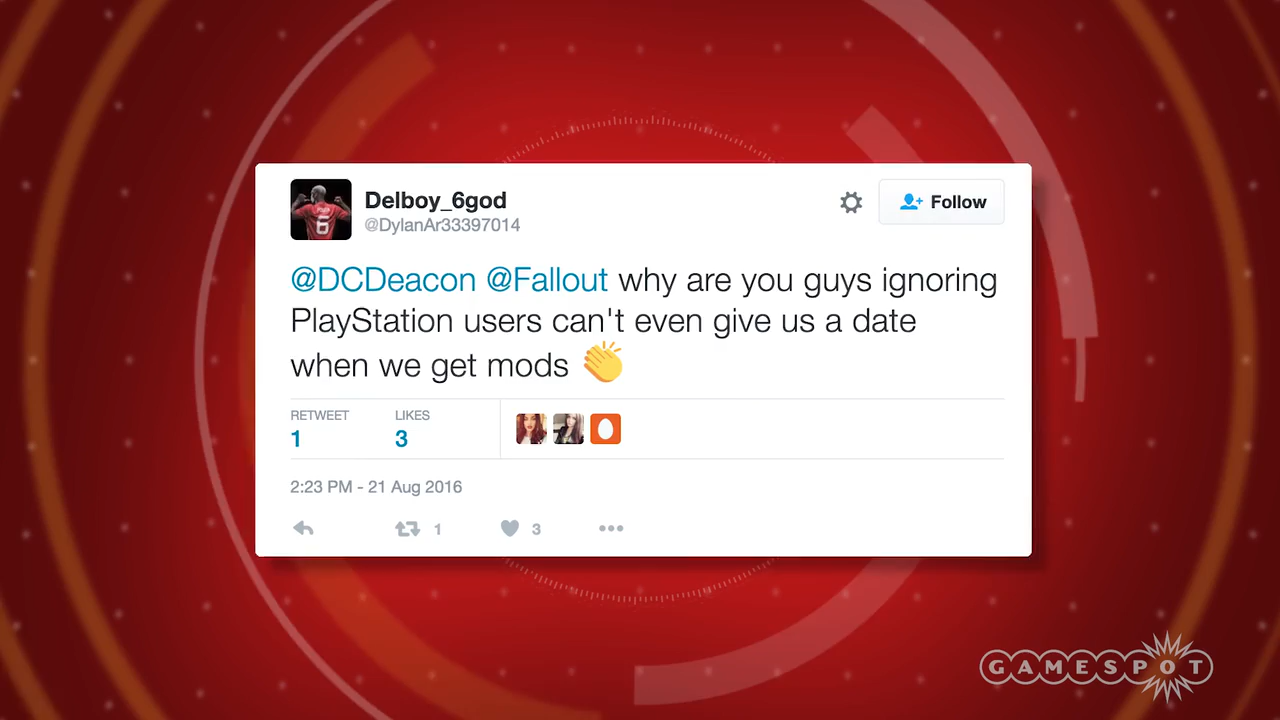 Delboy_6god
@DylanAr33397014
Follow
@DCDeacon @Fallout why are you guys ignoring
PlayStation users can't even give us a date
when we get mods 👏
RETWEET LIKES
1 3
2:23 PM - 21 Aug 2016
1 3
GAMESPOT